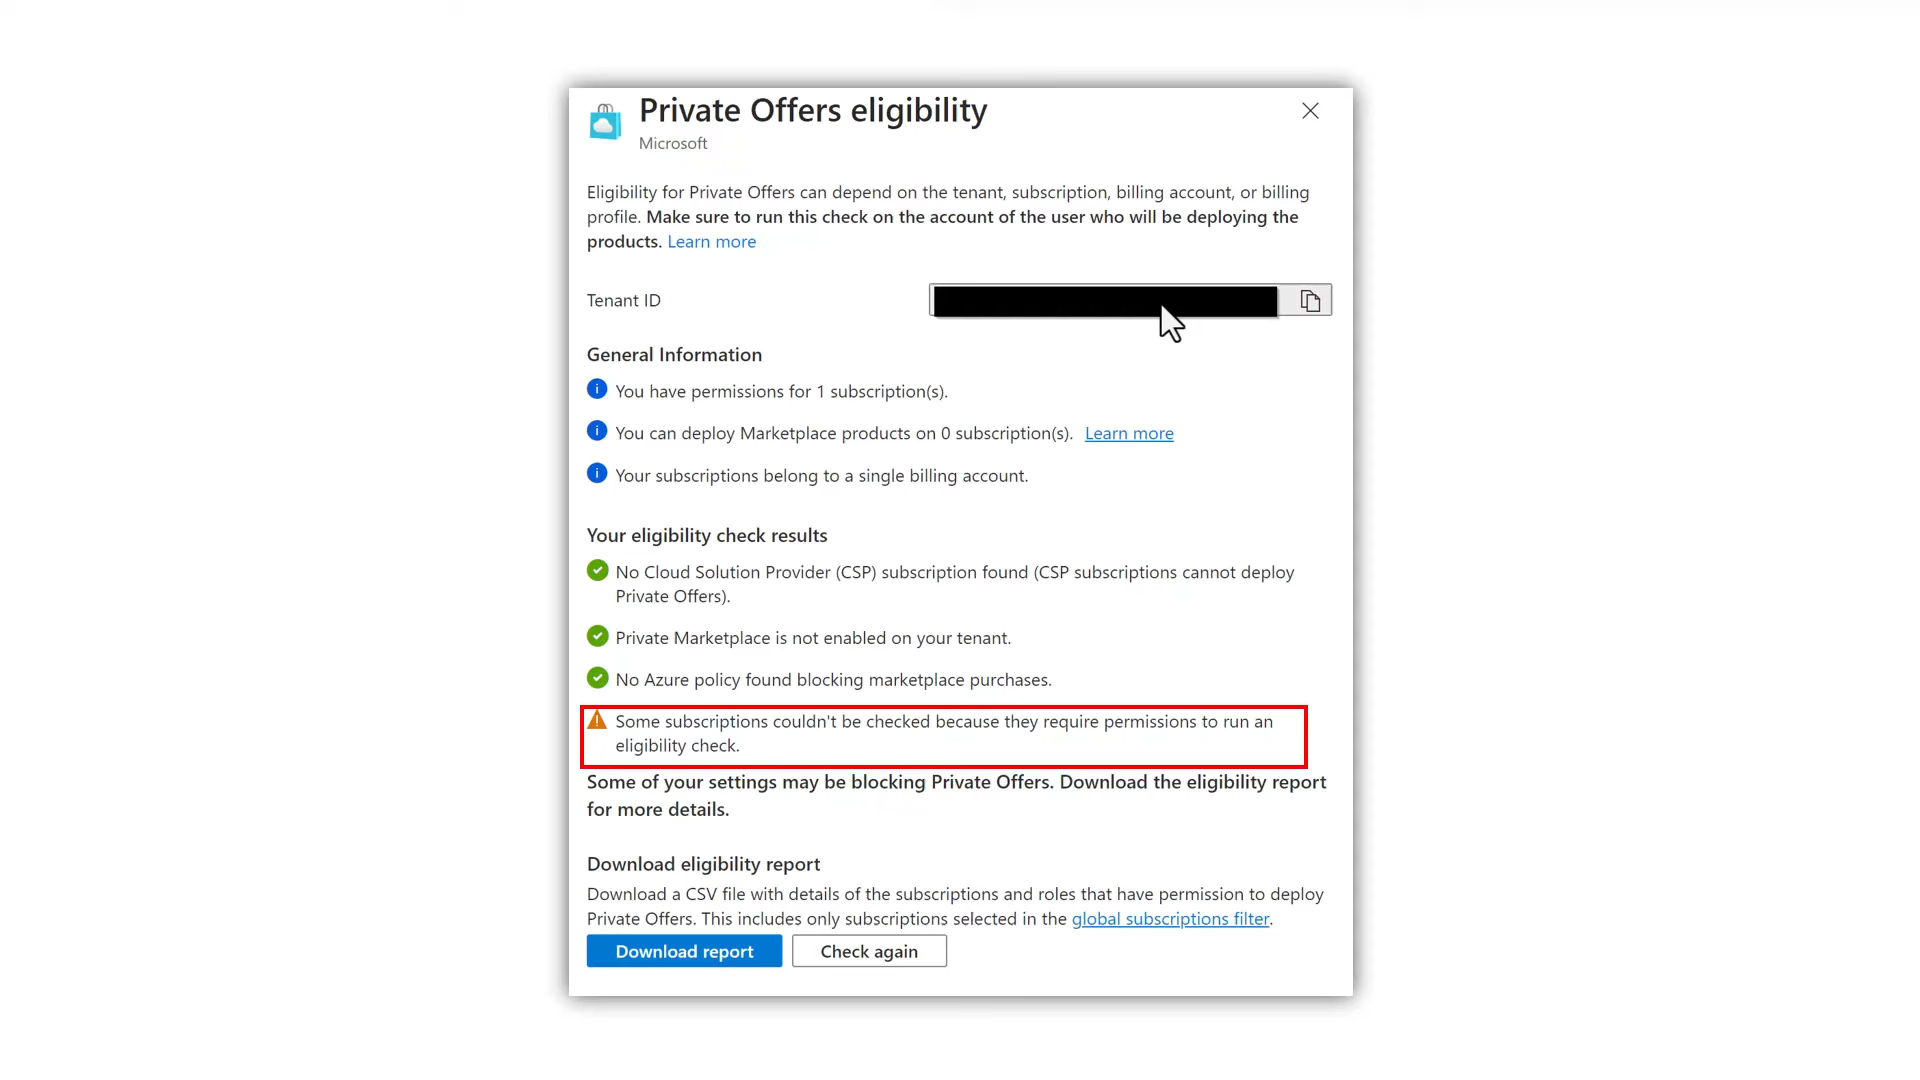 Private Offers eligibility
Microsoft
Eligibility for Private Offers can depend on the tenant, subscription, billing account, or billing
profile. Make sure to run this check on the account of the user who will be deploying the
products. Learn more
Tenant ID
General Information
You have permissions for 1 subscription(s).
You can deploy Marketplace products on 0 subscription(s). Learn more
Your subscriptions belong to a single billing account.
Your eligibility check results
No Cloud Solution Provider (CSP) subscription found (CSP subscriptions cannot deploy
Private Offers).
Private Marketplace is not enabled on your tenant.
No Azure policy found blocking marketplace purchases.
Some subscriptions couldn't be checked because they require permissions to run an
eligibility check.
Some of your settings may be blocking Private Offers. Download the eligibility report
for more details.
Download eligibility report
Download a CSV file with details of the subscriptions and roles that have permission to deploy
Private Offers. This includes only subscriptions selected in the global subscriptions filter.
Download report
Check again